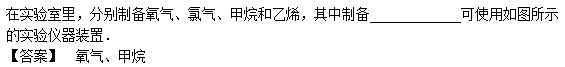 在实验室里，分别制备氧气、氯气、甲烷和乙烯，其中制备____________可使用如图所示
的实验仪器装置．
【答案】 氧气、甲烷